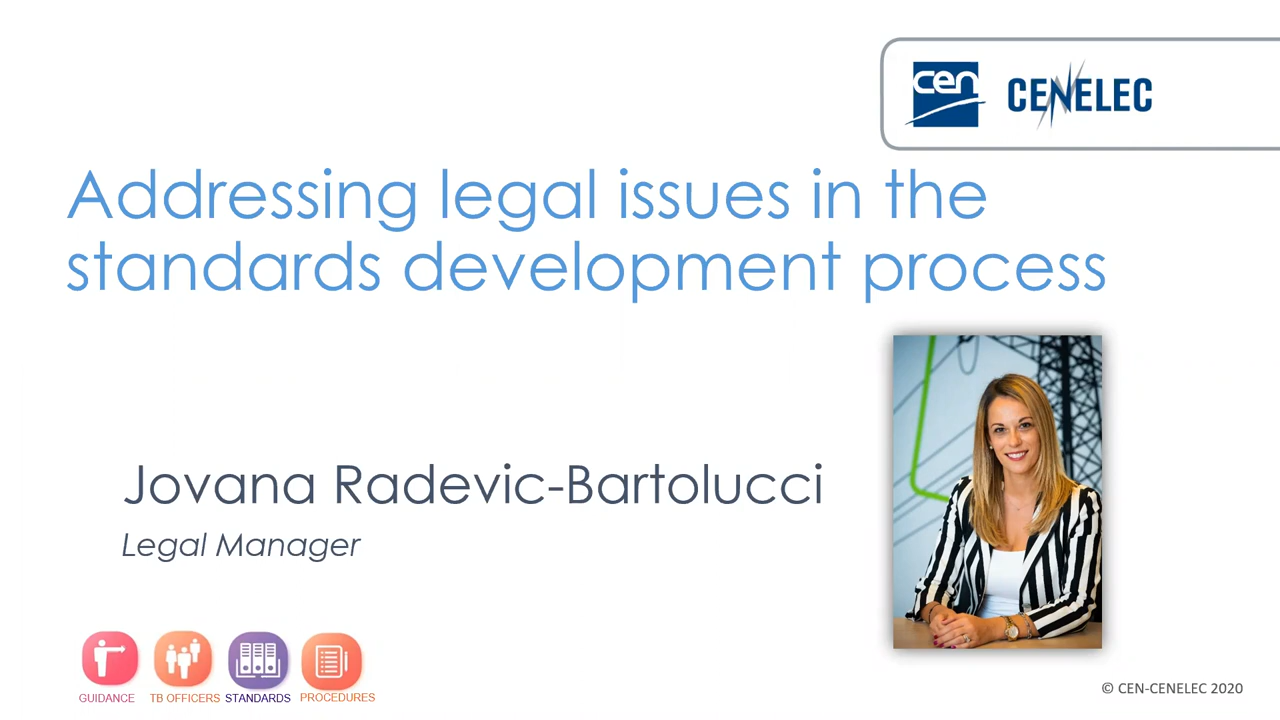 cen CENELEC
Addressing legal issues in the
standards development process
Jovana Radevic-Bartolucci
Legal Manager
GUIDANCE TB OFFICERS STANDARDS PROCEDURES
© CEN-CENELEC 2020